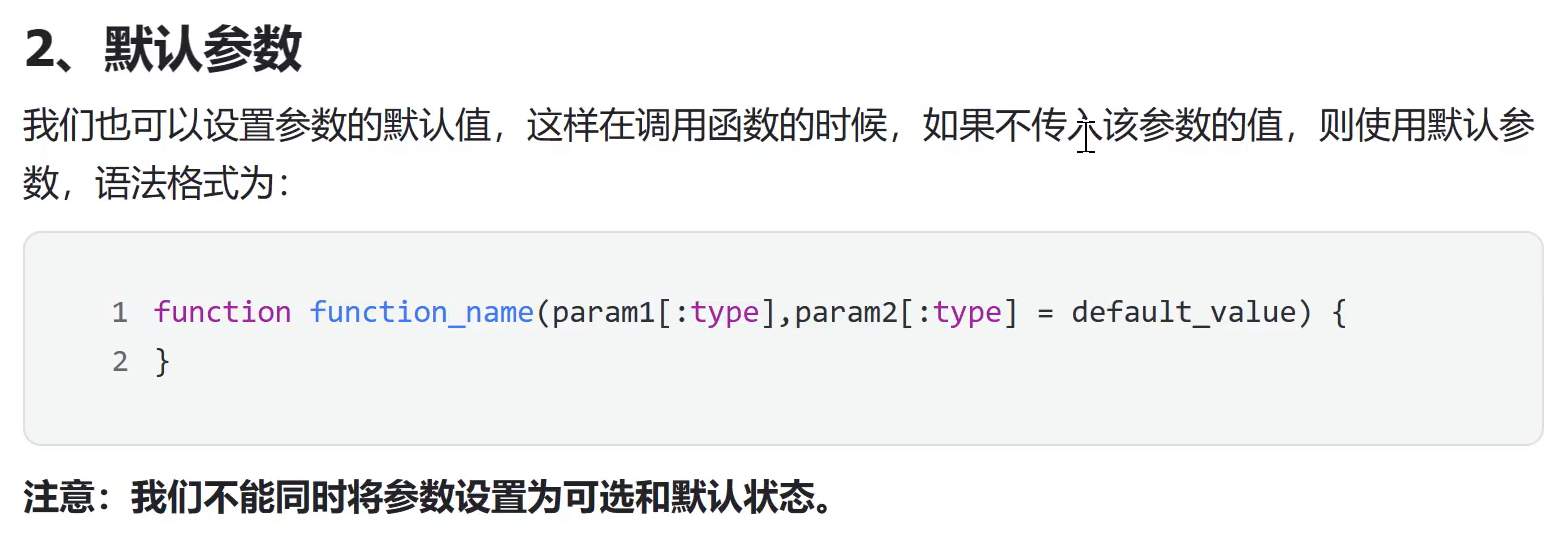 2、默认参数
我们也可以设置参数的默认值，这样在调用函数的时候，如果不传入该参数的值，则使用默认参
数，语法格式为：
1 function function_name(param1[:type],param2[:type] = default_value) {
2 }
注意：我们不能同时将参数设置为可选和默认状态。